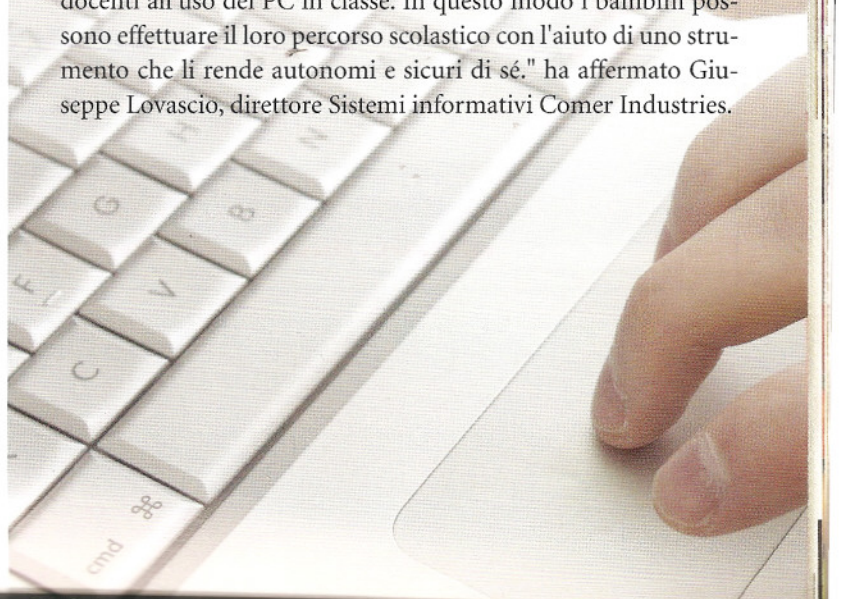 docenti all'uso del PC in classe. In questo modo i bambini pos-
sono effettuare il loro percorso scolastico con l'aiuto di uno stru-
mento che li rende autonomi e sicuri di sé." ha affermato Giu-
seppe Lovascio, direttore Sistemi informativi Comer Industries.
H
N
G
B
F
V
C
⌘
cmd